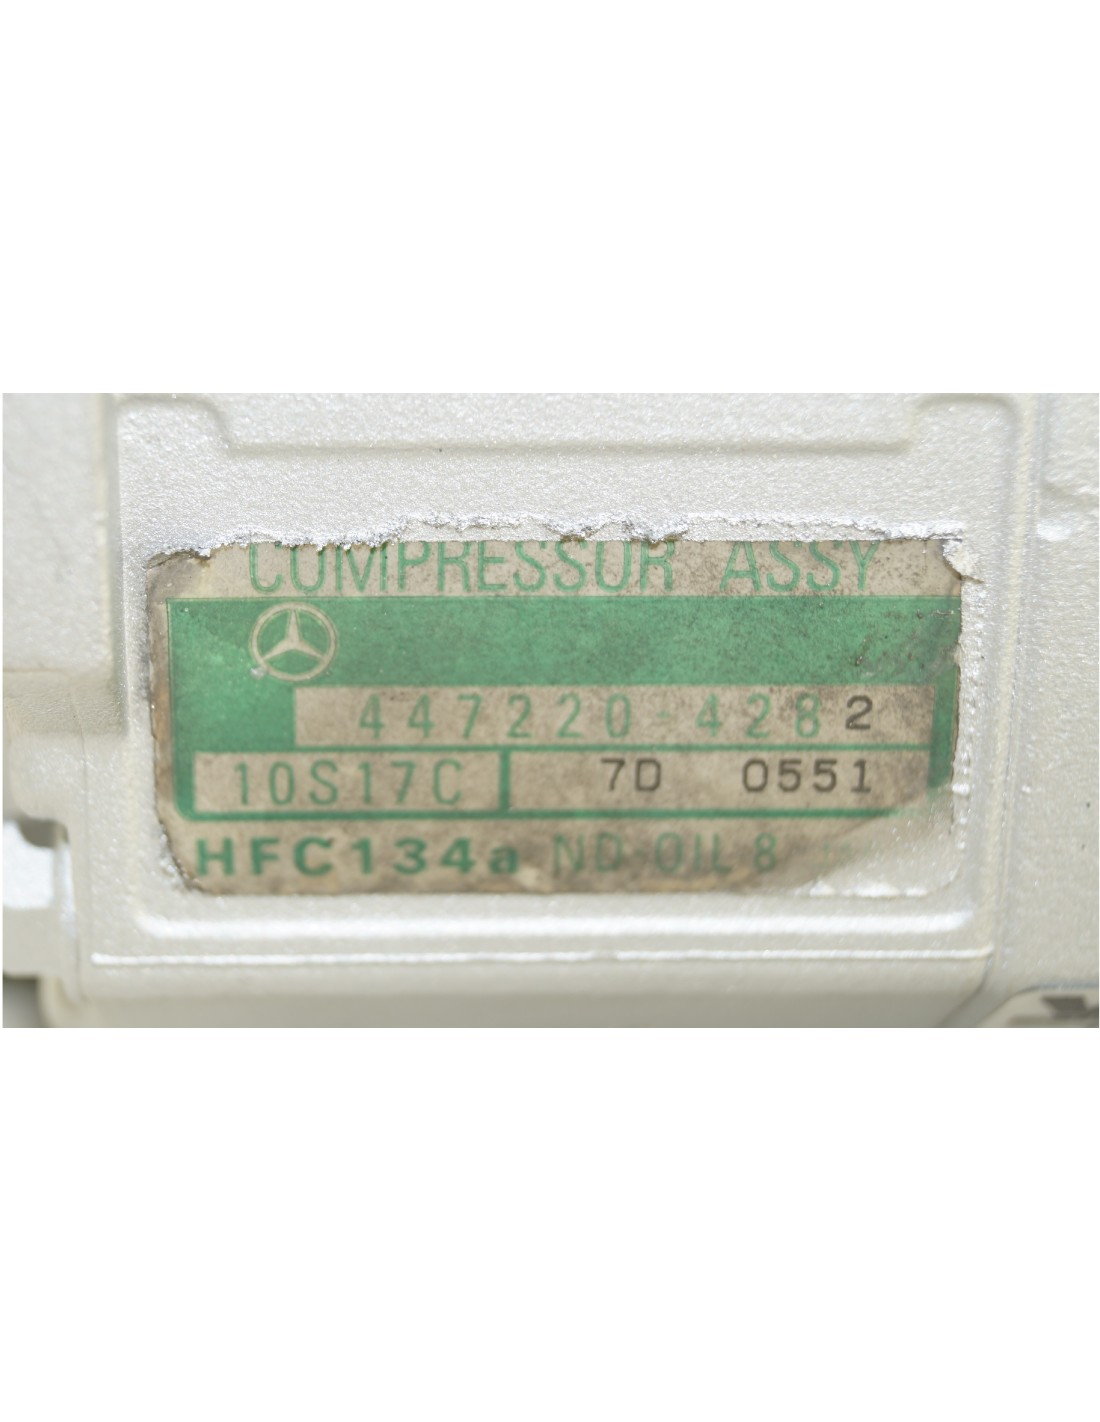 COMPRESSOR ASSY
447220-4282
10S17C 7D 0551
HFC134a ND-OIL 8